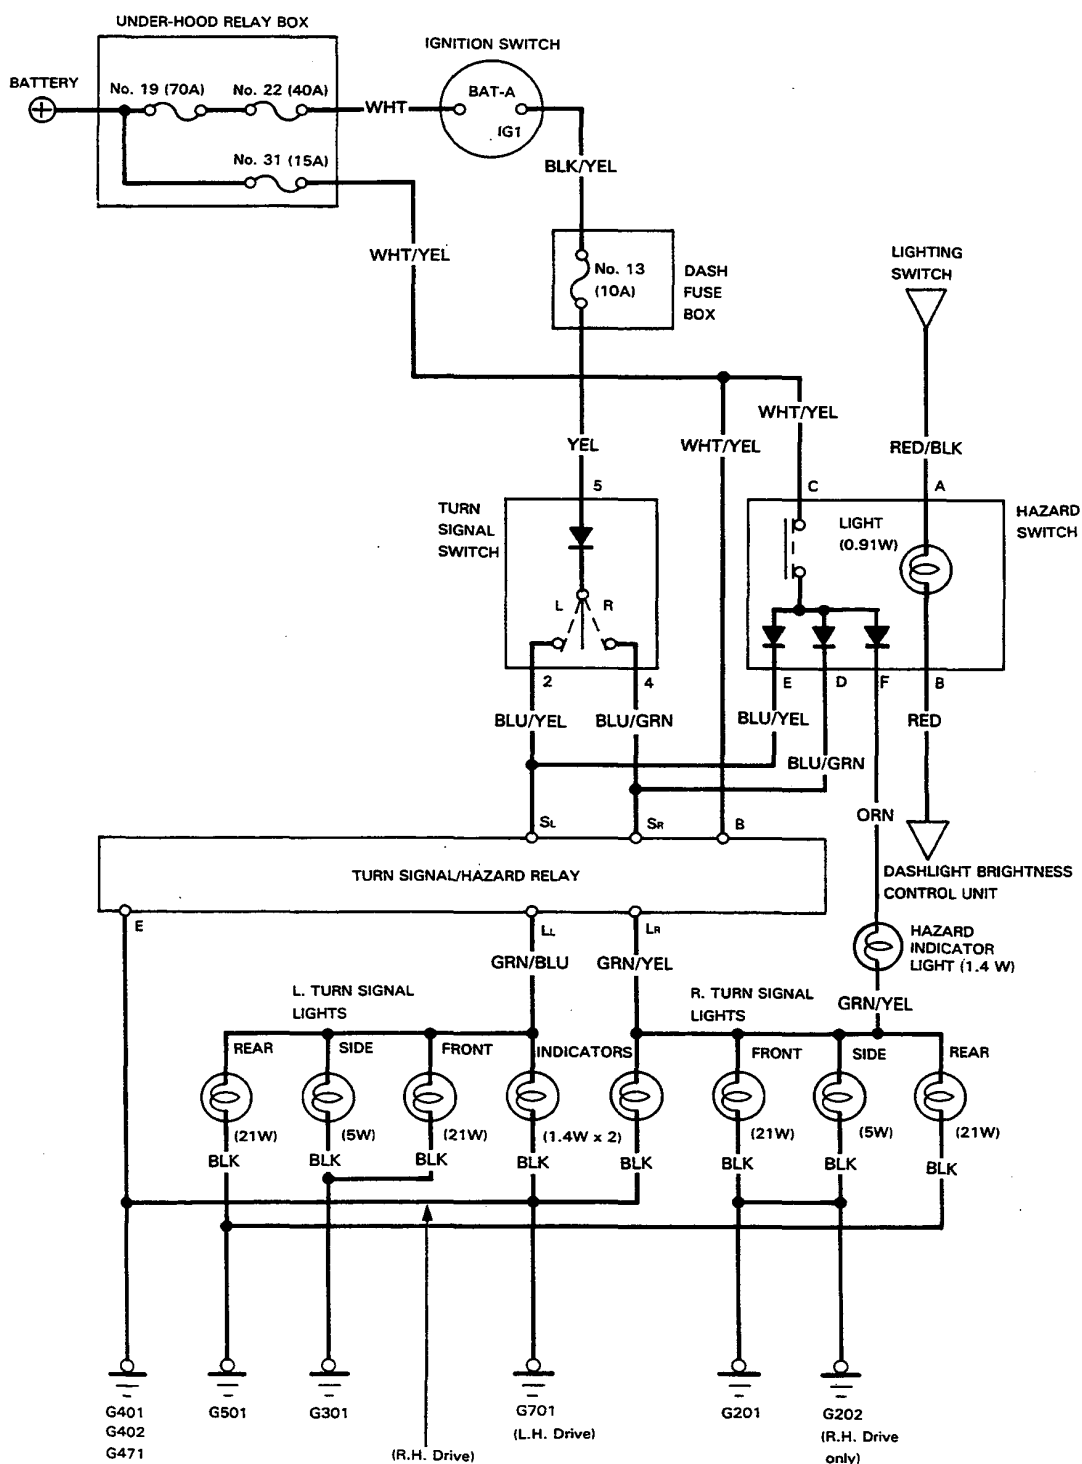 UNDER-HOOD RELAY BOX
IGNITION SWITCH
BATTERY
No. 19 (70A)
No. 22 (40A)
WHT
BAT-A
IG1
No. 31 (15A)
BLK/YEL
WHT/YEL
No. 13
(10A)
DASH
FUSE
BOX
LIGHTING
SWITCH
WHT/YEL
YEL
WHT/YEL
RED/BLK
5
C
A
TURN
SIGNAL
SWITCH
LIGHT
(0.91W)
HAZARD
SWITCH
L
R
2
4
E
D
F
B
BLU/YEL
BLU/GRN
BLU/YEL
RED
BLU/GRN
ORN
SL
SR
B
TURN SIGNAL/HAZARD RELAY
DASHLIGHT BRIGHTNESS
CONTROL UNIT
E
LL
LR
HAZARD
INDICATOR
LIGHT (1.4 W)
GRN/BLU
GRN/YEL
L. TURN SIGNAL
LIGHTS
R. TURN SIGNAL
LIGHTS
GRN/YEL
REAR
SIDE
FRONT
INDICATORS
FRONT
SIDE
REAR
(21W)
(5W)
(21W)
(1.4W x 2)
(21W)
(5W)
(21W)
BLK
BLK
BLK
BLK
BLK
BLK
BLK
BLK
G401
G402
G471
G501
G301
(R.H. Drive)
G701
(L.H. Drive)
G201
G202
(R.H. Drive
only)